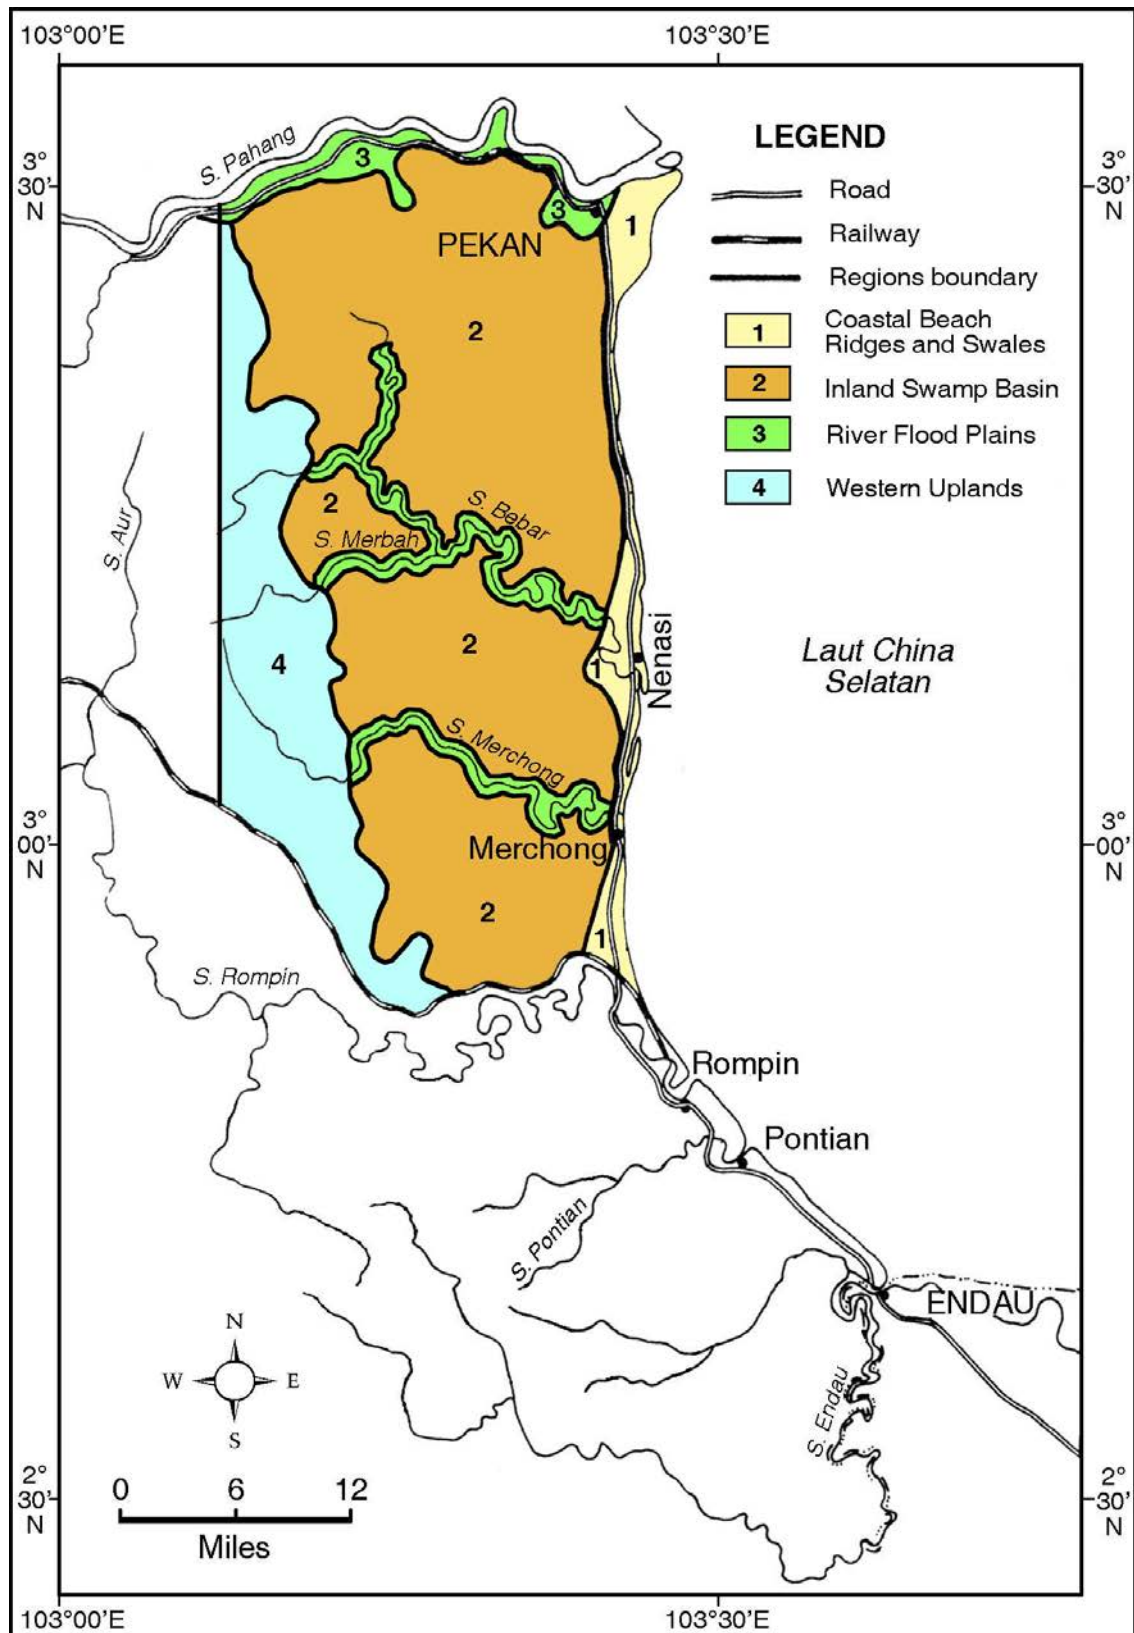 103°00'E
103°30'E
3°
30'
N
3°
30'
N
S. Pahang
3
3
1
PEKAN
2
LEGEND
Road
Railway
Regions boundary
1
Coastal Beach
Ridges and Swales
2
Inland Swamp Basin
3
River Flood Plains
4
Western Uplands
S. Aur
2
S. Bebar
S. Merbah
2
4
1
Nenasi
Laut China
Selatan
S. Merchong
3°
00'
N
3°
00'
N
Merchong
2
1
S. Rompin
Rompin
Pontian
S. Pontian
ENDAU
S. Endau
N
W
E
S
0
6
12
Miles
2°
30'
N
2°
30'
N
103°00'E
103°30'E